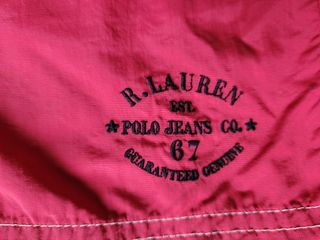 R. LAUREN
EST.
★ POLO JEANS CO. ★
67
GUARANTEED GENUINE